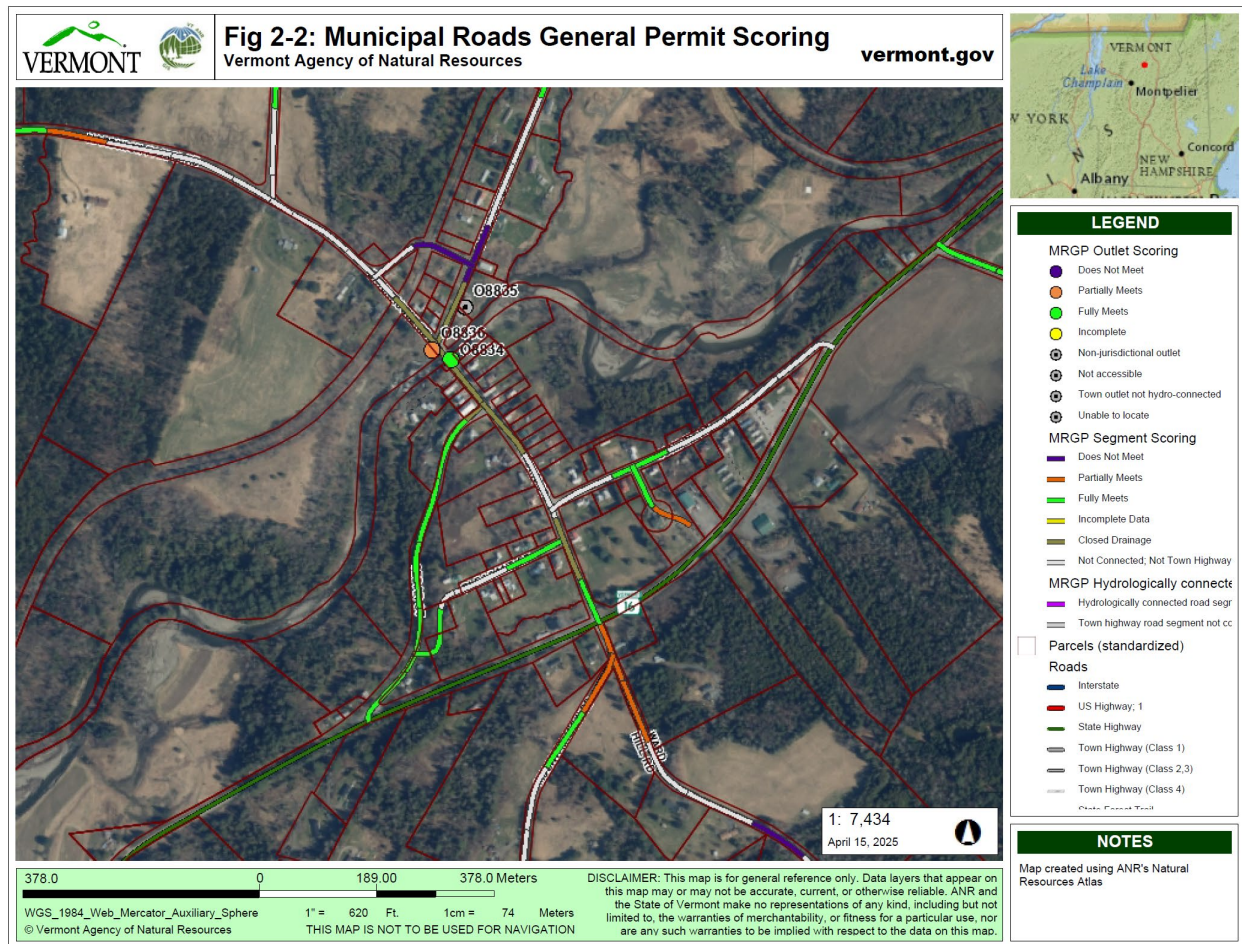 VERMONT
Fig 2-2: Municipal Roads General Permit Scoring
Vermont Agency of Natural Resources
vermont.gov
VERMONT
Lake
Champlain
Montpelier
W YORK
S
N
I
Concord
NEW
HAMPSHIRE
Albany
O8835
O8836
O8834
VERMONT
16
WARD
HILL RD
1: 7,434
April 15, 2025
LEGEND
MRGP Outlet Scoring
Does Not Meet
Partially Meets
Fully Meets
Incomplete
Non-jurisdictional outlet
Not accessible
Town outlet not hydro-connected
Unable to locate
MRGP Segment Scoring
Does Not Meet
Partially Meets
Fully Meets
Incomplete Data
Closed Drainage
Not Connected; Not Town Highway
MRGP Hydrologically connecte
Hydrologically connected road segr
Town highway road segment not cc
Parcels (standardized)
Roads
Interstate
US Highway; 1
State Highway
Town Highway (Class 1)
Town Highway (Class 2,3)
Town Highway (Class 4)
State Forest Trail
NOTES
Map created using ANR's Natural
Resources Atlas
378.0 0 189.00 378.0 Meters
WGS_1984_Web_Mercator_Auxiliary_Sphere 1" = 620 Ft. 1cm = 74 Meters
© Vermont Agency of Natural Resources THIS MAP IS NOT TO BE USED FOR NAVIGATION
DISCLAIMER: This map is for general reference only. Data layers that appear on
this map may or may not be accurate, current, or otherwise reliable. ANR and
the State of Vermont make no representations of any kind, including but not
limited to, the warranties of merchantability, or fitness for a particular use, nor
are any such warranties to be implied with respect to the data on this map.